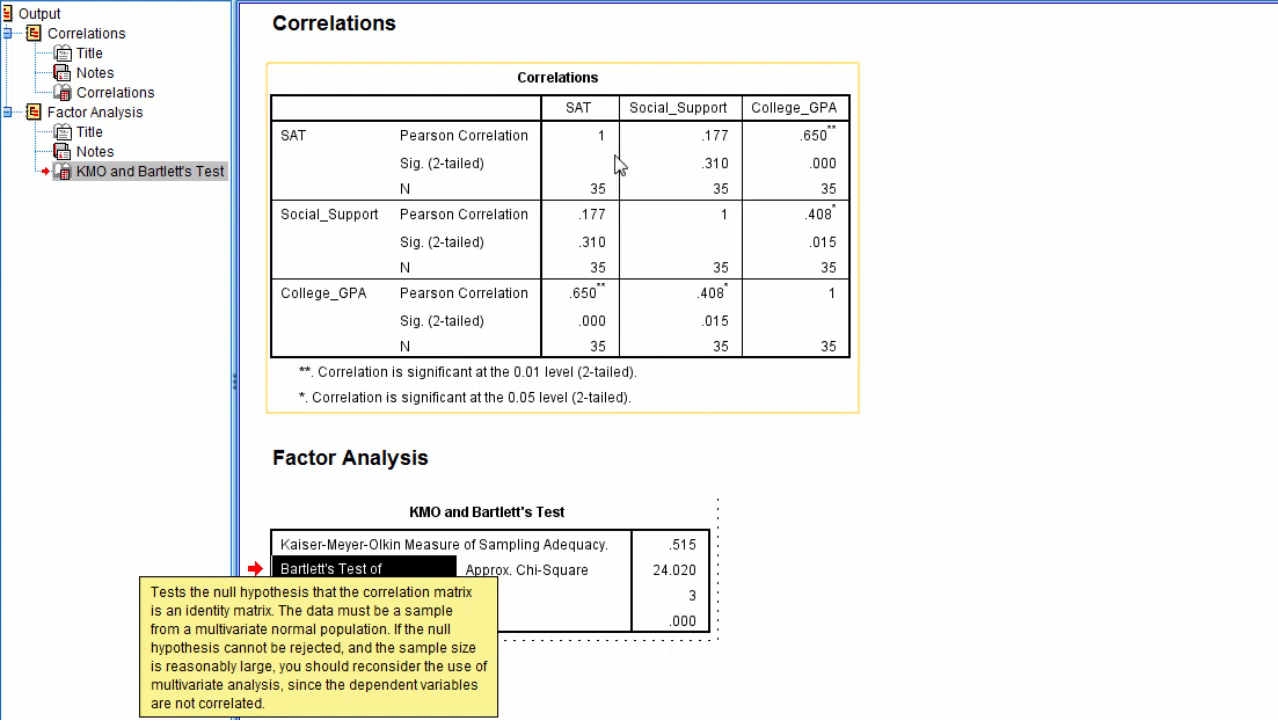 Output
Correlations
Title
Notes
Correlations
Factor Analysis
Title
Notes
KMO and Bartlett's Test
Correlations
Correlations
SAT Social_Support College_GPA
SAT Pearson Correlation 1 .177 .650**
Sig. (2-tailed) .310 .000
N 35 35 35
Social_Support Pearson Correlation .177 1 .408*
Sig. (2-tailed) .310 .015
N 35 35 35
College_GPA Pearson Correlation .650** .408* 1
Sig. (2-tailed) .000 .015
N 35 35 35
**. Correlation is significant at the 0.01 level (2-tailed).
*. Correlation is significant at the 0.05 level (2-tailed).
Factor Analysis
KMO and Bartlett's Test
Kaiser-Meyer-Olkin Measure of Sampling Adequacy. .515
Bartlett's Test of Approx. Chi-Square 24.020
3
.000
Tests the null hypothesis that the correlation matrix
is an identity matrix. The data must be a sample
from a multivariate normal population. If the null
hypothesis cannot be rejected, and the sample size
is reasonably large, you should reconsider the use of
multivariate analysis, since the dependent variables
are not correlated.